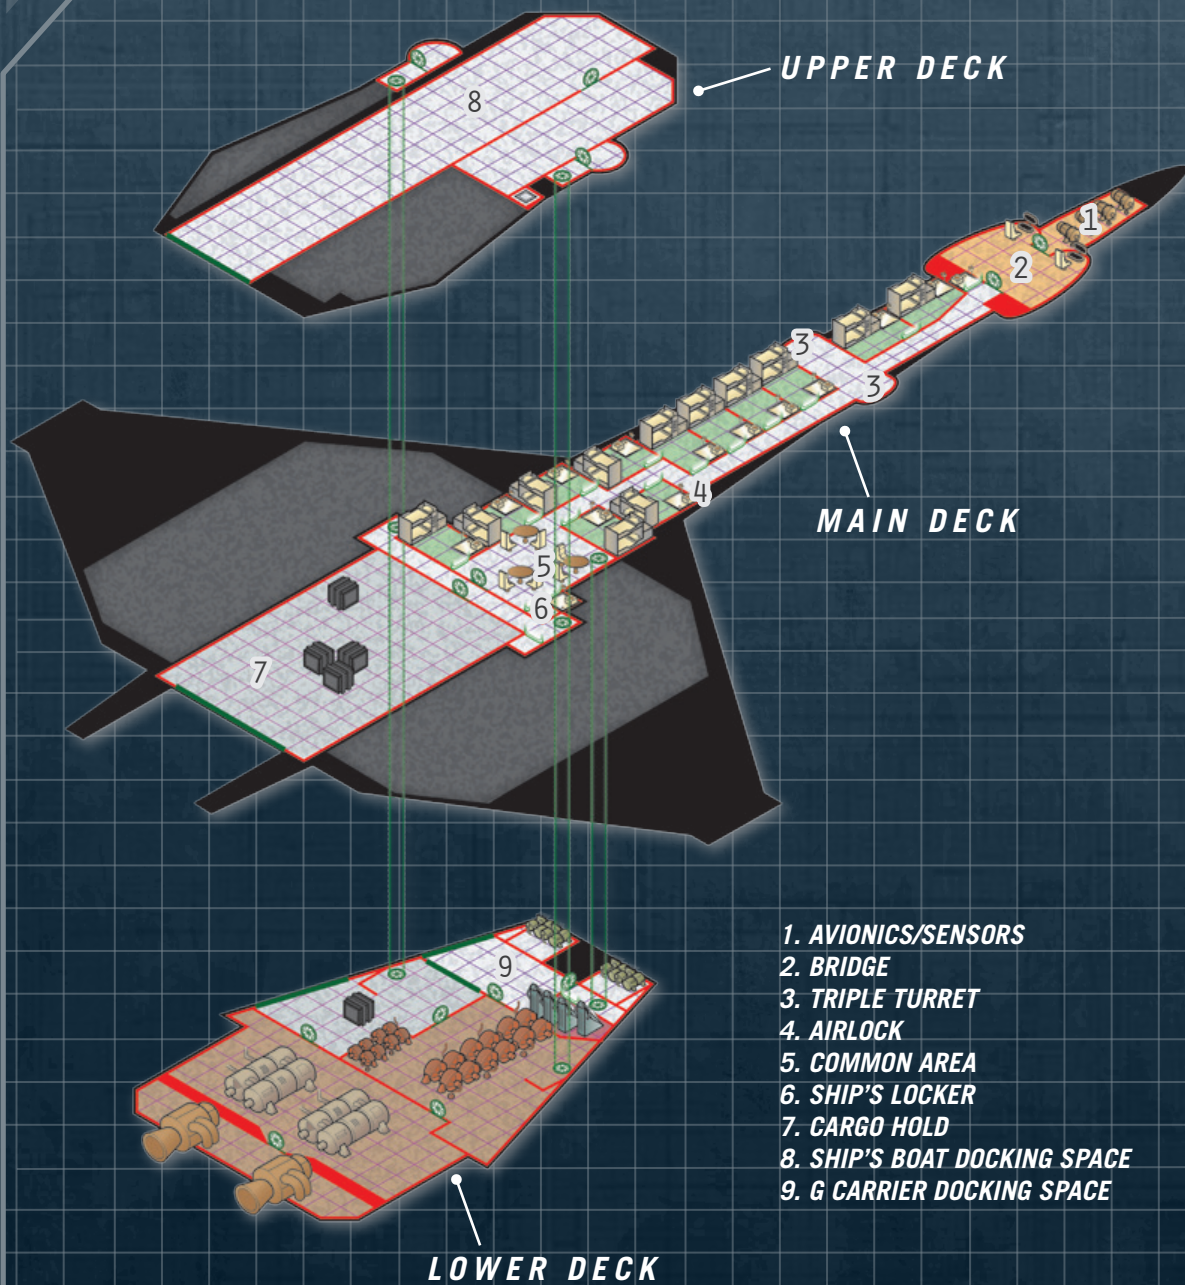 UPPER DECK
8
1
2
3
3
MAIN DECK
4
5
6
7
9
1. AVIONICS/SENSORS
2. BRIDGE
3. TRIPLE TURRET
4. AIRLOCK
5. COMMON AREA
6. SHIP'S LOCKER
7. CARGO HOLD
8. SHIP'S BOAT DOCKING SPACE
9. G CARRIER DOCKING SPACE
LOWER DECK